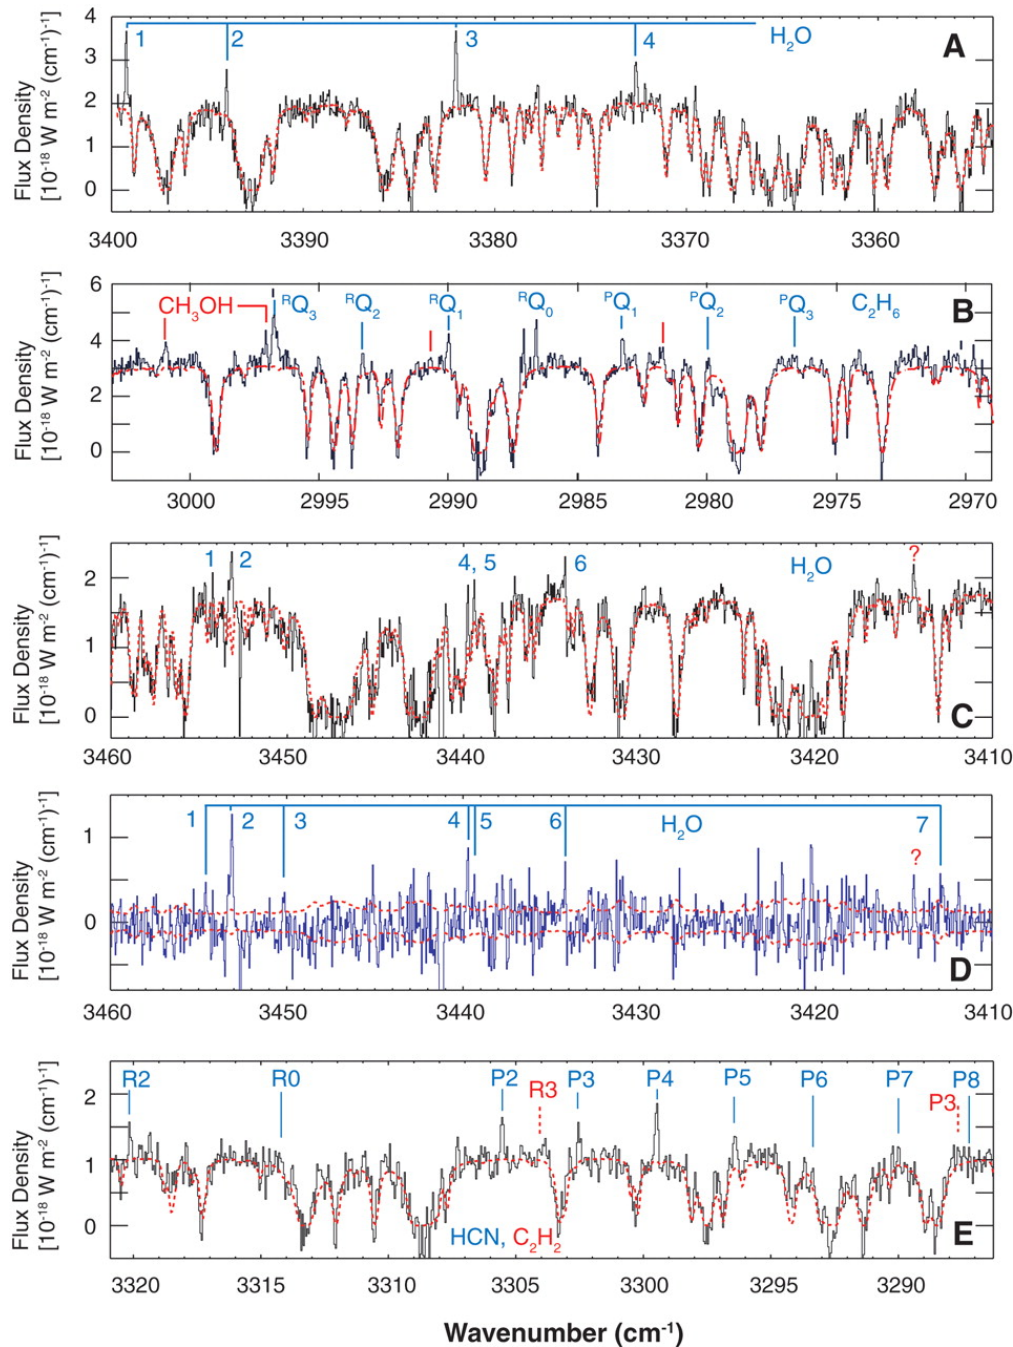 4
3
2
1
0
Flux Density
[10-18 W m-2 (cm-1)-1]
1 2 3 4 H2O A
3400 3390 3380 3370 3360
6
4
2
0
Flux Density
[10-18 W m-2 (cm-1)-1]
CH3OH RQ3 RQ2 RQ1 RQ0 PQ1 PQ2 PQ3 C2H6 B
3000 2995 2990 2985 2980 2975 2970
2
1
0
Flux Density
[10-18 W m-2 (cm-1)-1]
1 2 4, 5 6 H2O ? C
3460 3450 3440 3430 3420 3410
1
0
Flux Density
[10-18 W m-2 (cm-1)-1]
1 2 3 4 5 6 H2O 7
? D
3460 3450 3440 3430 3420 3410
2
1
0
Flux Density
[10-18 W m-2 (cm-1)-1]
R2 R0 P2 R3 P3 P4 P5 P6 P7 P3 P8
HCN, C2H2 E
3320 3315 3310 3305 3300 3295 3290
Wavenumber (cm-1)